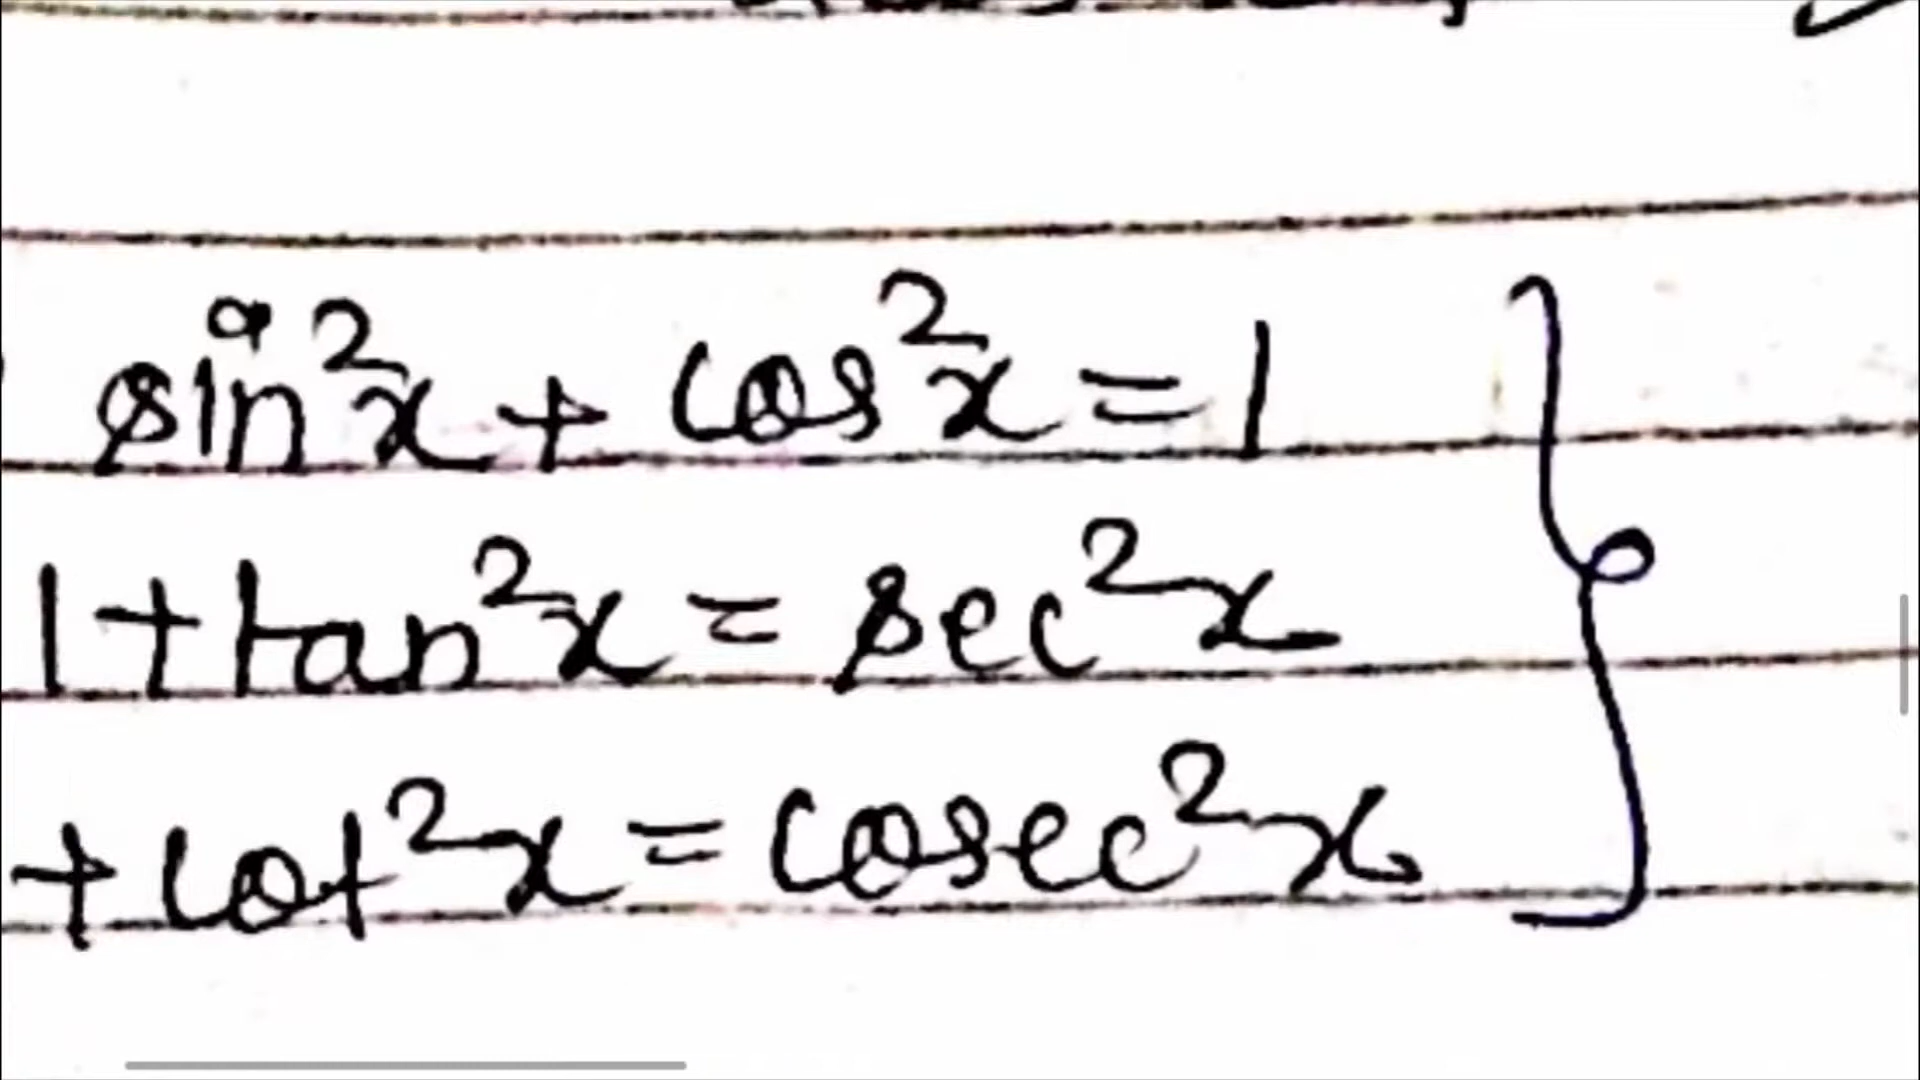 sin²x + cos²x = 1
1 + tan²x = sec²x
+ cot²x = cosec²x